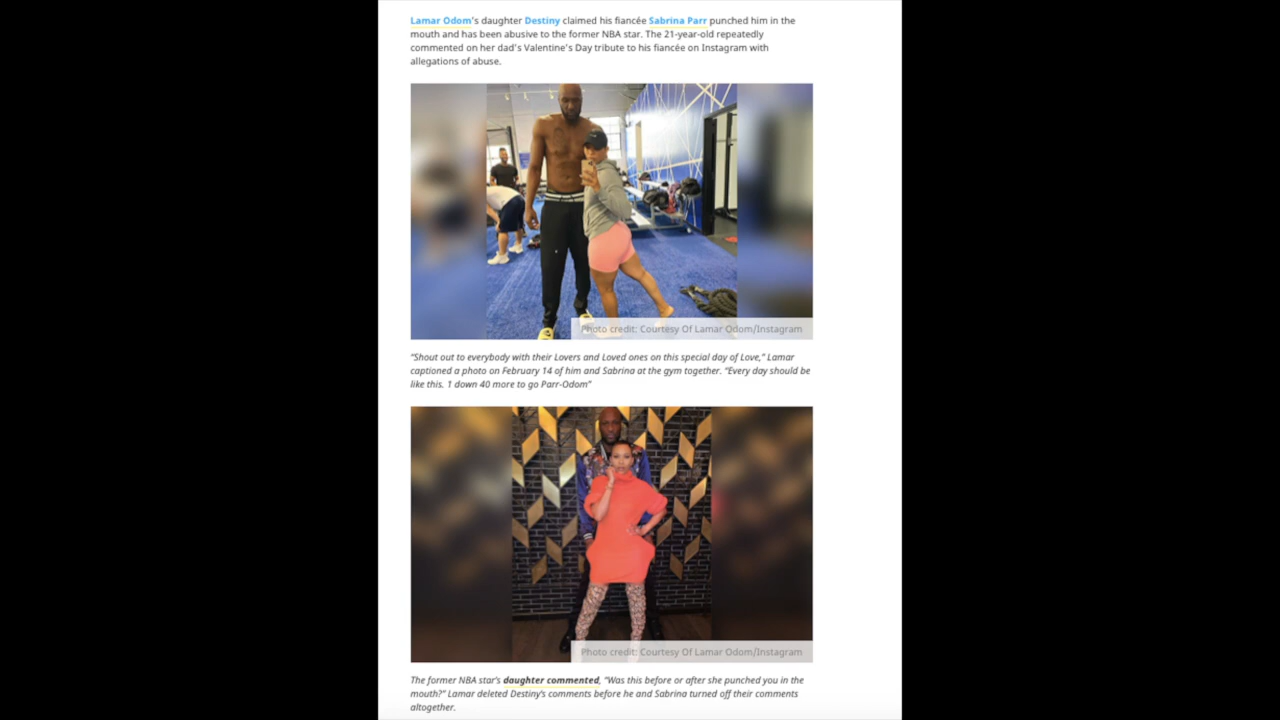 Lamar Odom's daughter Destiny claimed his fiancée Sabrina Parr punched him in the
mouth and has been abusive to the former NBA star. The 21-year-old repeatedly
commented on her dad's Valentine's Day tribute to his fiancée on Instagram with
allegations of abuse.
Photo credit: Courtesy Of Lamar Odom/Instagram
“Shout out to everybody with their Lovers and Loved ones on this special day of Love,” Lamar
captioned a photo on February 14 of him and Sabrina at the gym together. “Every day should be
like this. 1 down 40 more to go Parr-Odom”
Photo credit: Courtesy Of Lamar Odom/Instagram
The former NBA star's daughter commented, “Was this before or after she punched you in the
mouth?” Lamar deleted Destiny's comments before he and Sabrina turned off their comments
altogether.